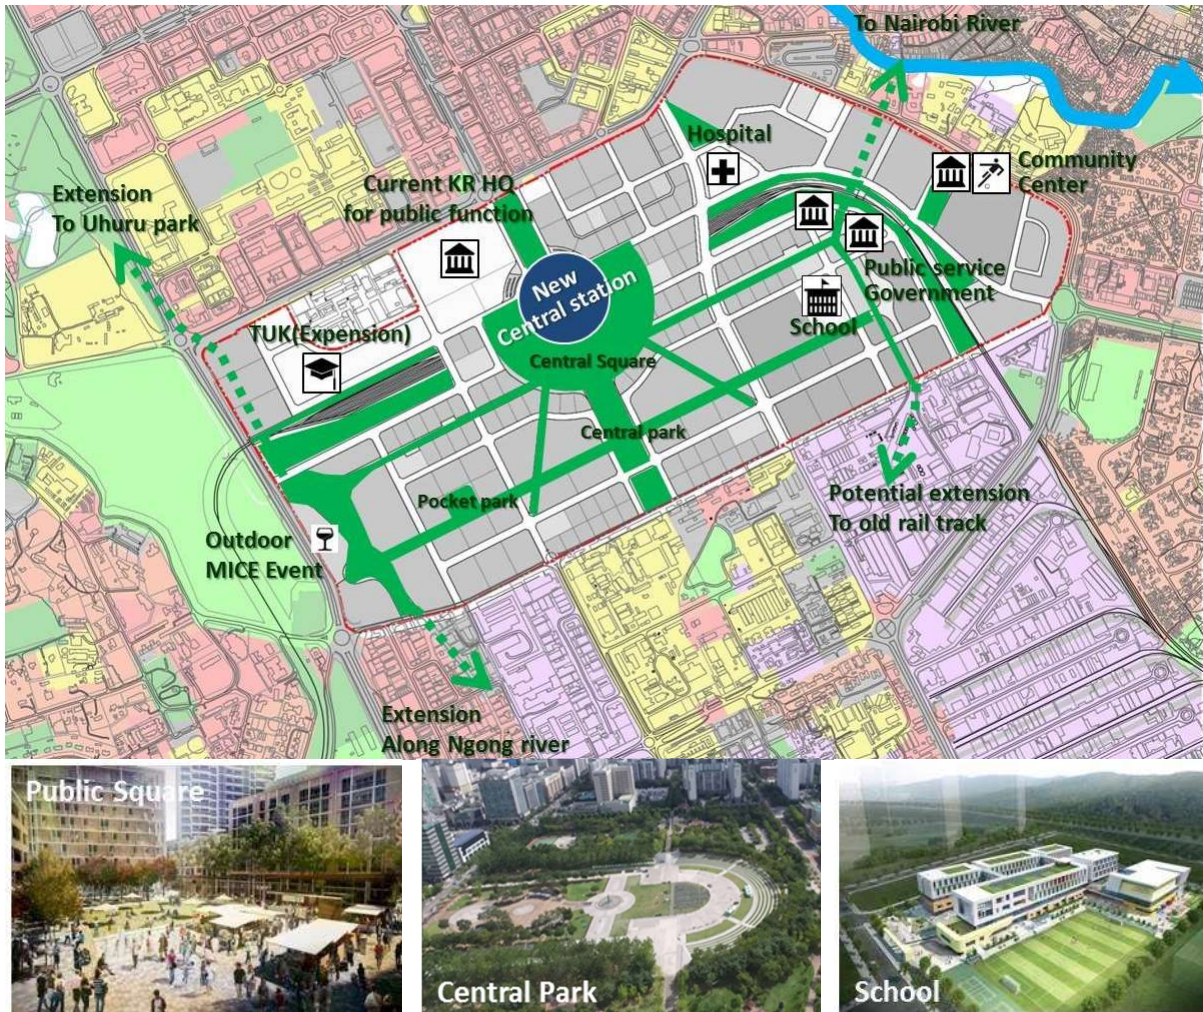 To Nairobi River
Hospital
Community
Center
Extension
To Uhuru park
Current KR HQ
for public function
New
Central station
Public service
Government
School
TUK(Expension)
Central Square
Central park
Pocket park
Potential extension
To old rail track
Outdoor
MICE Event
Extension
Along Ngong river
Public Square
Central Park
School